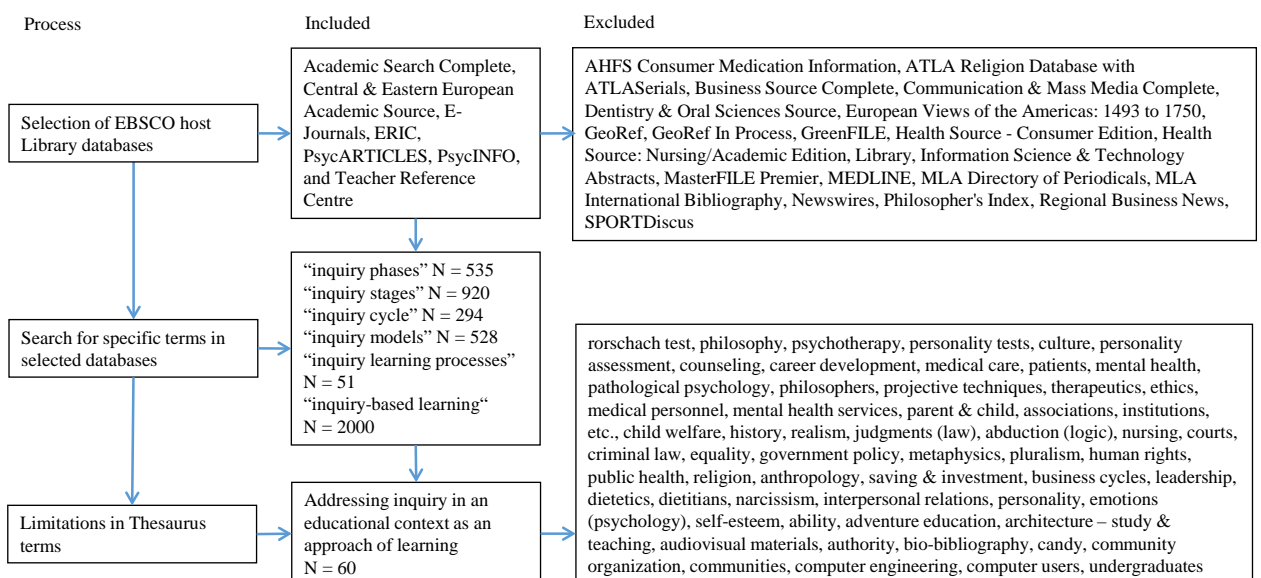 Process
Included
Excluded
Selection of EBSCO host
Library databases
Academic Search Complete,
Central & Eastern European
Academic Source, E-
Journals, ERIC,
PsycARTICLES, PsycINFO,
and Teacher Reference
Centre
AHFS Consumer Medication Information, ATLA Religion Database with
ATLASerials, Business Source Complete, Communication & Mass Media Complete,
Dentistry & Oral Sciences Source, European Views of the Americas: 1493 to 1750,
GeoRef, GeoRef In Process, GreenFILE, Health Source - Consumer Edition, Health
Source: Nursing/Academic Edition, Library, Information Science & Technology
Abstracts, MasterFILE Premier, MEDLINE, MLA Directory of Periodicals, MLA
International Bibliography, Newswires, Philosopher's Index, Regional Business News,
SPORTDiscus
Search for specific terms in
selected databases
“inquiry phases” N = 535
“inquiry stages” N = 920
“inquiry cycle” N = 294
“inquiry models” N = 528
“inquiry learning processes”
N = 51
“inquiry-based learning“
N = 2000
Limitations in Thesaurus
terms
Addressing inquiry in an
educational context as an
approach of learning
N = 60
rorschach test, philosophy, psychotherapy, personality tests, culture, personality
assessment, counseling, career development, medical care, patients, mental health,
pathological psychology, philosophers, projective techniques, therapeutics, ethics,
medical personnel, mental health services, parent & child, associations, institutions,
etc., child welfare, history, realism, judgments (law), abduction (logic), nursing, courts,
criminal law, equality, government policy, metaphysics, pluralism, human rights,
public health, religion, anthropology, saving & investment, business cycles, leadership,
dietetics, dietitians, narcissism, interpersonal relations, personality, emotions
(psychology), self-esteem, ability, adventure education, architecture – study &
teaching, audiovisual materials, authority, bio-bibliography, candy, community
organization, communities, computer engineering, computer users, undergraduates